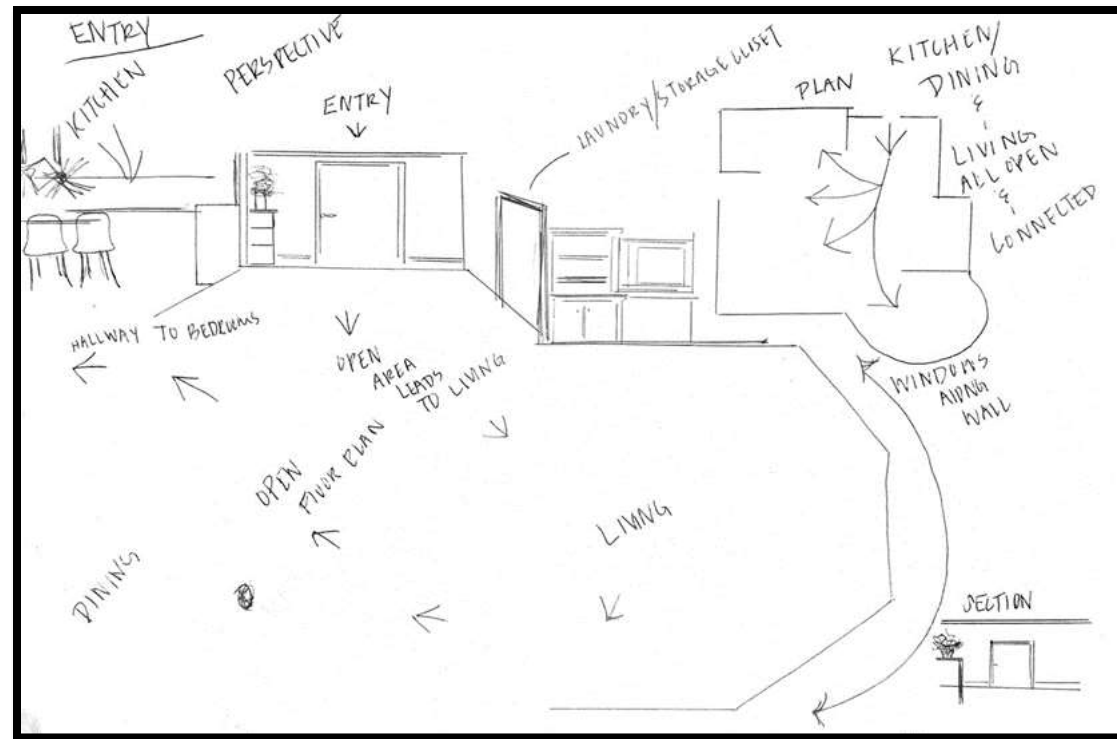 ENTRY
KITCHEN
PERSPECTIVE
ENTRY
LAUNDRY/STORAGE CLOSET
PLAN
KITCHEN/
DINING
&
LIVING
ALL OPEN
&
CONNECTED
HALLWAY TO BEDROOMS
OPEN
AREA
LEADS
TO LIVING
OPEN
FLOOR PLAN
WINDOWS
ALONG
WALL
LIVING
DINING
SECTION